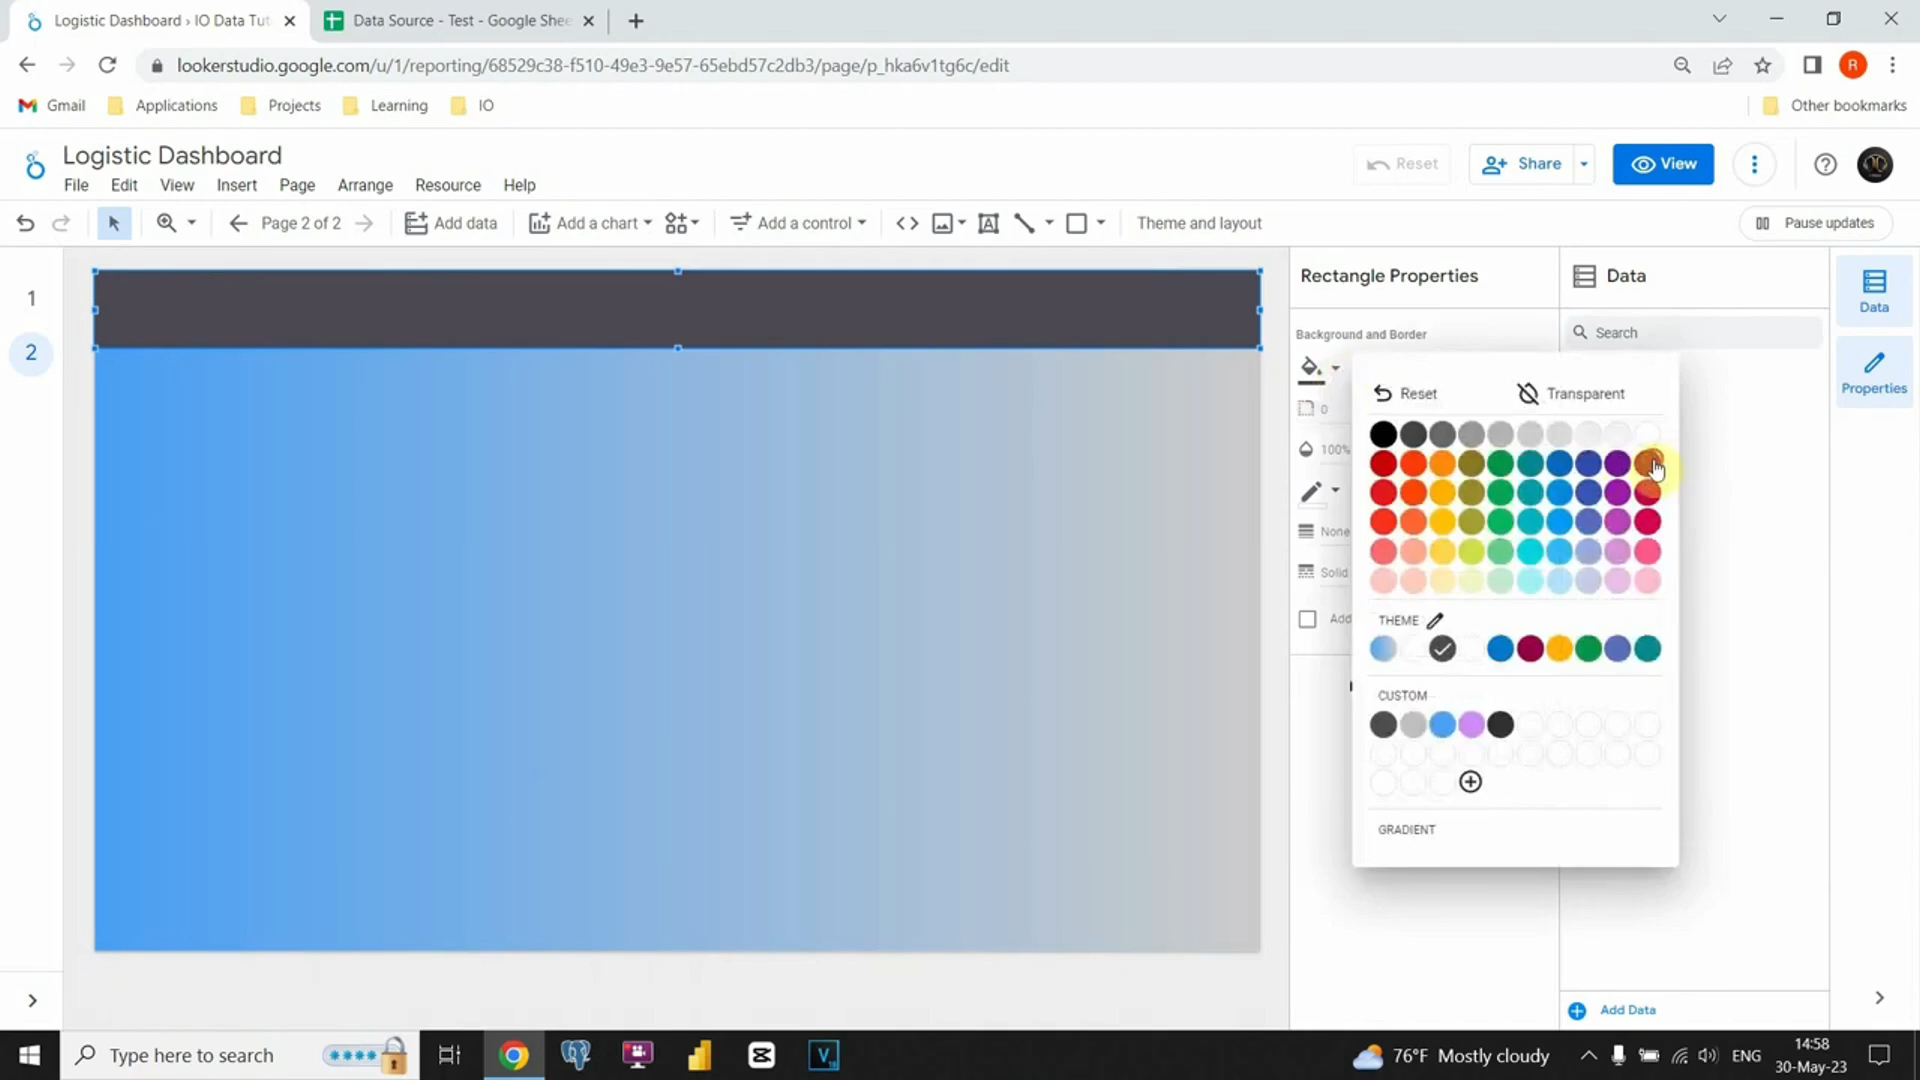 Logistic Dashboard › IO Data Tut
Data Source - Test - Google Shee
lookerstudio.google.com/u/1/reporting/68529c38-f510-49e3-9e57-65ebd57c2db3/page/p_hka6v1tg6c/edit
R
Gmail
Applications
Projects
Learning
IO
Other bookmarks
Logistic Dashboard
Reset
Share
View
File
Edit
View
Insert
Page
Arrange
Resource
Help
Page 2 of 2
Add data
Add a chart
Add a control
Theme and layout
Pause updates
1
2
Rectangle Properties
Background and Border
0
100%
None
Solid
Add
Data
Search
Data
Properties
Reset
Transparent
THEME
CUSTOM
GRADIENT
Add Data
Type here to search
76°F Mostly cloudy
ENG
14:58
30-May-23